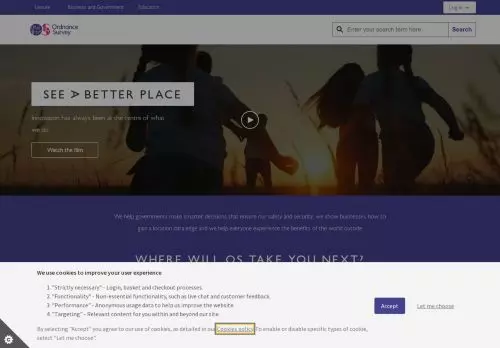 Leisure Business and Government Education Log in
Ordnance
Survey
Enter your search term here... Search
SEE A BETTER PLACE
Innovation has always been at the centre of what
we do.
Watch the film
We help governments make smarter decisions that ensure our safety and security, we show businesses how to
gain a location data edge and we help everyone experience the benefits of the world outside.
WHERE WILL OS TAKE YOU NEXT?
We use cookies to improve your user experience
1. "Strictly necessary" - Login, basket and checkout processes.
2. "Functionality" - Non-essential functionality, such as live chat and customer feedback.
3. "Performance" - Anonymous usage data to help us improve the website.
4. "Targeting" - Relevant content for you within and beyond our site.
Accept Let me choose
By selecting "Accept" you agree to our use of cookies, as detailed in our Cookies policy. To enable or disable specific types of cookie,
select "Let me choose".